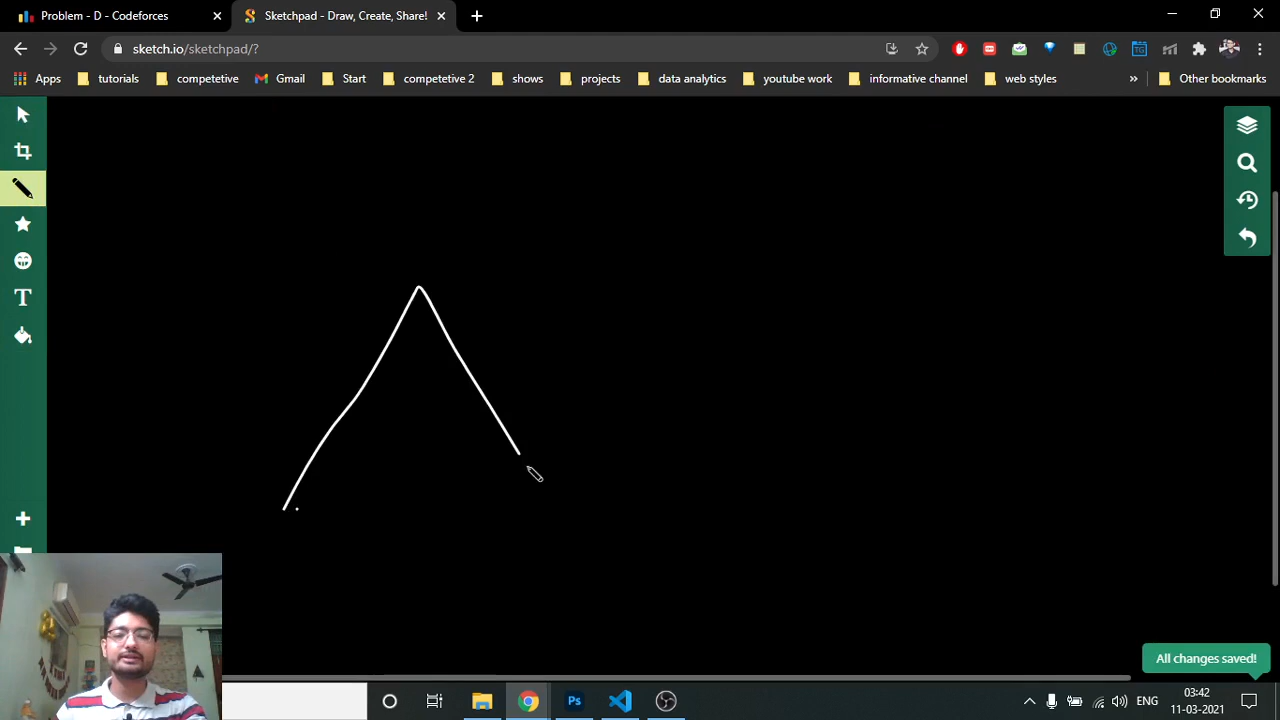 Problem - D - Codeforces
Sketchpad - Draw, Create, Share!
sketch.io/sketchpad/?
Apps tutorials competetive Gmail Start competetive 2 shows projects data analytics youtube work informative channel web styles » Other bookmarks
T
All changes saved!
Ps
ENG
03:42
11-03-2021